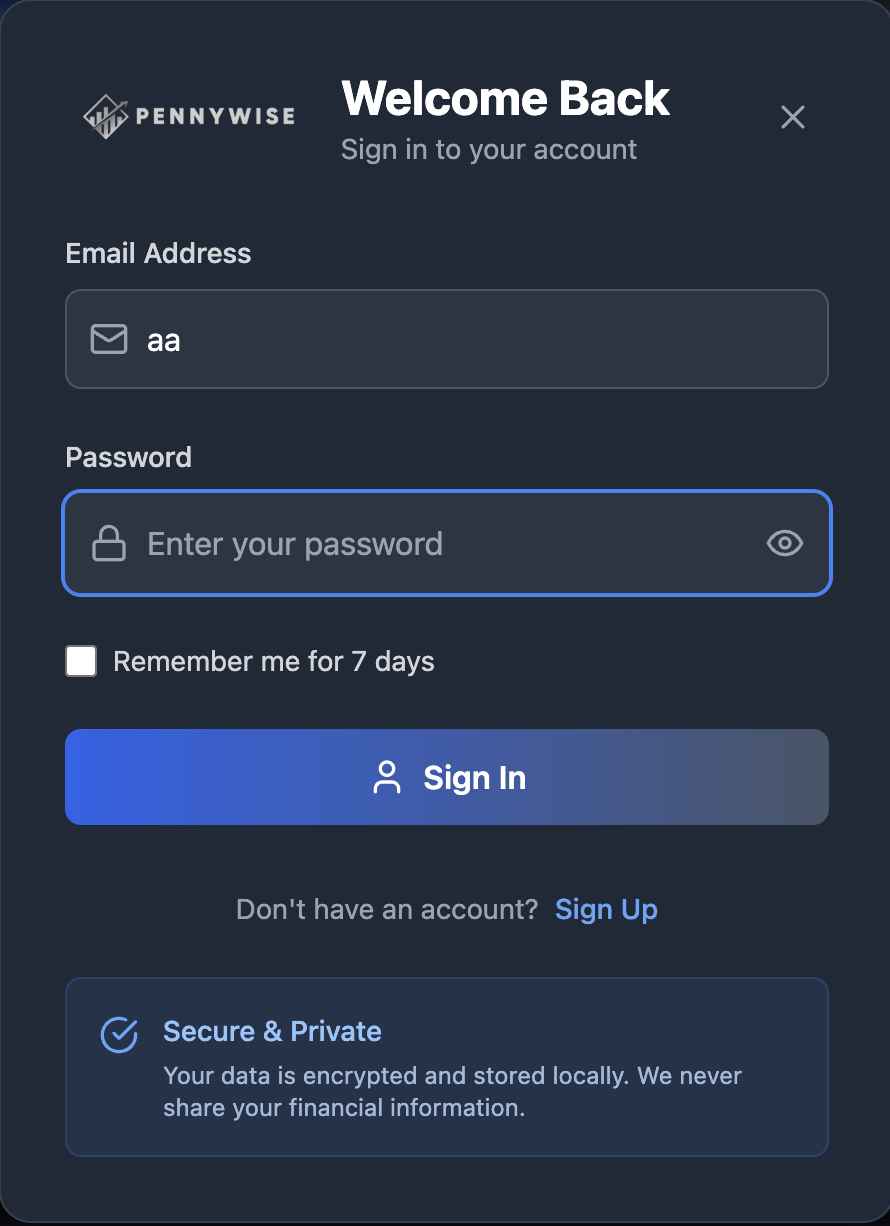 PENNYWISE
Welcome Back
Sign in to your account
Email Address
aa
Password
Enter your password
Remember me for 7 days
Sign In
Don't have an account? Sign Up
Secure & Private
Your data is encrypted and stored locally. We never
share your financial information.